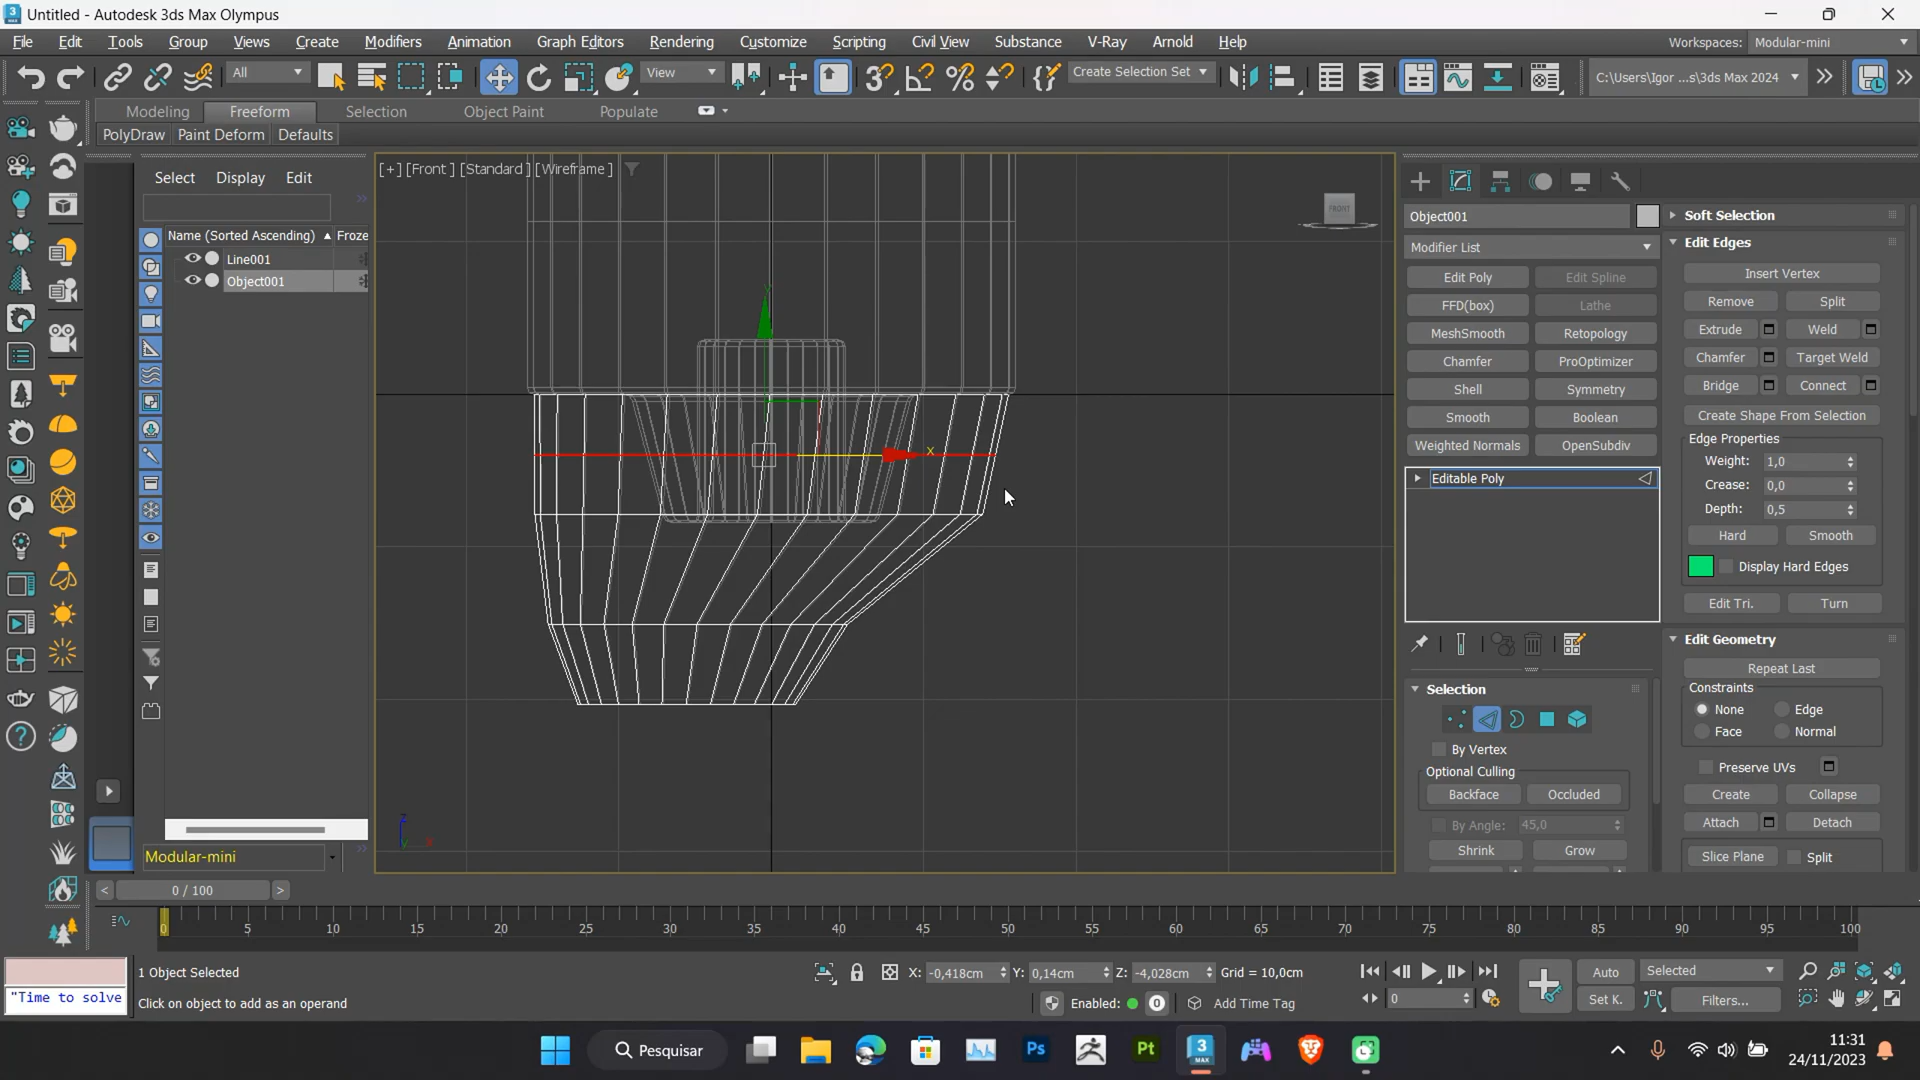 Untitled - Autodesk 3ds Max Olympus
File Edit Tools Group Views Create Modifiers Animation Graph Editors Rendering Customize Scripting Civil View Substance V-Ray Arnold Help
Workspaces: Modular-mini
All View Create Selection Set C:\Users\Igor ...s\3ds Max 2024
Modeling Freeform Selection Object Paint Populate
PolyDraw Paint Deform Defaults
Select Display Edit
[+] [Front ] [Standard ] [Wireframe ]
FRONT
Name (Sorted Ascending) Froze
Line001
Object001
x
Object001
Modifier List
Edit Poly Edit Spline
FFD(box) Lathe
MeshSmooth Retopology
Chamfer ProOptimizer
Shell Symmetry
Smooth Boolean
Weighted Normals OpenSubdiv
Editable Poly
Selection
By Vertex
Optional Culling
Backface Occluded
By Angle: 45,0
Shrink Grow
Soft Selection
Edit Edges
Insert Vertex
Remove Split
Extrude Weld
Chamfer Target Weld
Bridge Connect
Create Shape From Selection
Edge Properties
Weight: 1,0
Crease: 0,0
Depth: 0,5
Hard Smooth
Display Hard Edges
Edit Tri. Turn
Edit Geometry
Repeat Last
Constraints
None Edge
Face Normal
Preserve UVs
Create Collapse
Attach Detach
Slice Plane Split
Modular-mini
0 / 100
0 5 10 15 20 25 30 35 40 45 50 55 60 65 70 75 80 85 90 95 100
"Time to solve
1 Object Selected
Click on object to add as an operand
X: -0,418cm Y: 0,14cm Z: -4,028cm Grid = 10,0cm
Enabled: 0 Add Time Tag
0
Auto Selected
Set K. Filters...
Pesquisar
Ps Pt 3 MAX
11:31
24/11/2023